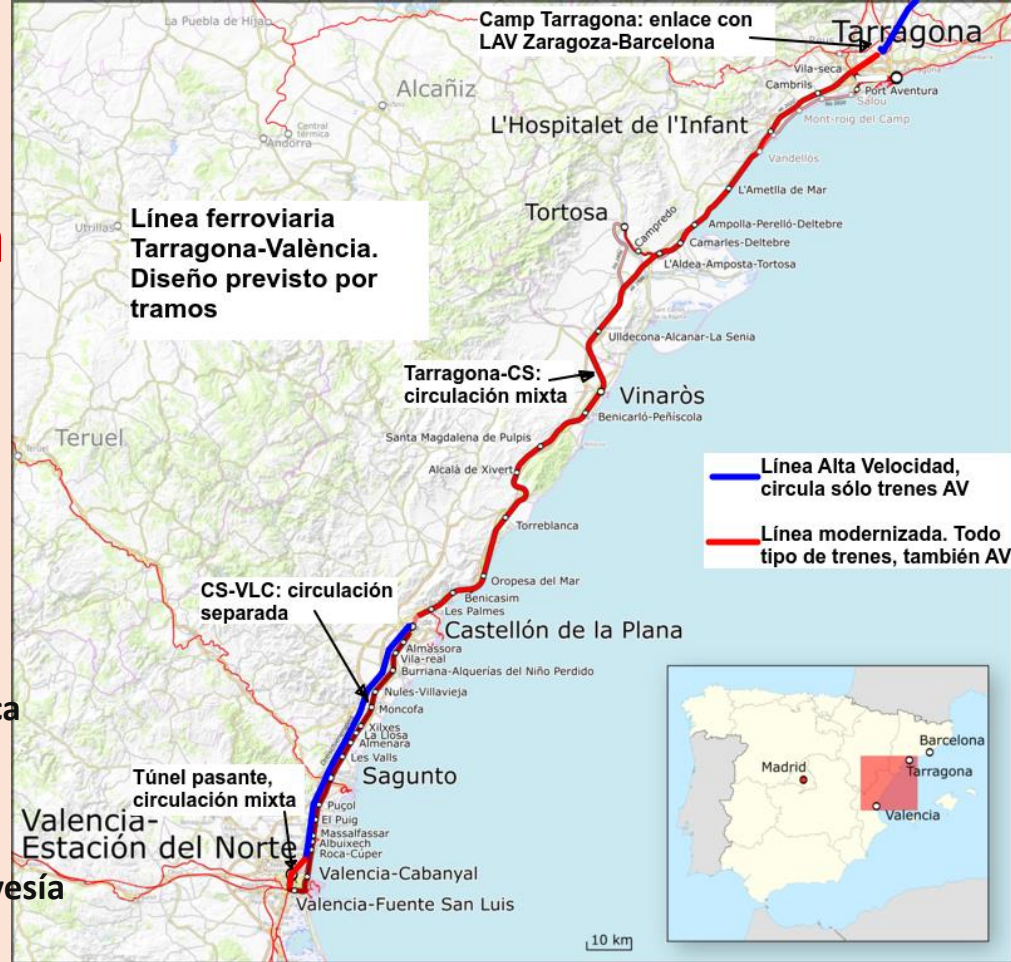 La Puebla de Híjar
Camp Tarragona: enlace con
LAV Zaragoza-Barcelona
Tarragona
Reus
Vila-seca
Cambrils
Port Aventura
Salou
Mont-roig del Camp
Alcañiz
Central
térmica
Andorra
L'Hospitalet de l'Infant
Vandellòs
L'Ametlla de Mar
Utrillas
Línea ferroviaria
Tarragona-València.
Diseño previsto por
tramos
Tortosa
Campredo
Ampolla-Perelló-Deltebre
Camarles-Deltebre
L'Aldea-Amposta-Tortosa
Ulldecona-Alcanar-La Senia
Tarragona-CS:
circulación mixta
Vinaròs
Benicarló-Peñíscola
Teruel
Teruel
Santa Magdalena de Pulpis
Alcalà de Xivert
Línea Alta Velocidad,
circula sólo trenes AV
Torreblanca
Línea modernizada. Todo
tipo de trenes, también AV
Oropesa del Mar
CS-VLC: circulación
separada
Benicasim
Les Palmes
Castellón de la Plana
Almassora
Vila-real
Burriana-Alquerías del Niño Perdido
Nules-Villavieja
Moncofa
ca
Xilxes
La Llosa
Almenara
Les Valls
Sagunto
Túnel pasante,
circulación mixta
Puçol
El Puig
Valencia-
Estación del Norte
Massalfassar
Albuixech
Roca-Cúper
Valencia-Cabanyal
vesía
Valencia-Fuente San Luis
10 km
Barcelona
Madrid
Tarragona
Valencia